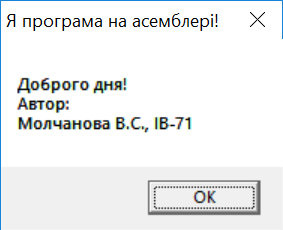 Я програма на асемблері!
Доброго дня!
Автор:
Молчанова В.С., ІВ-71
OK